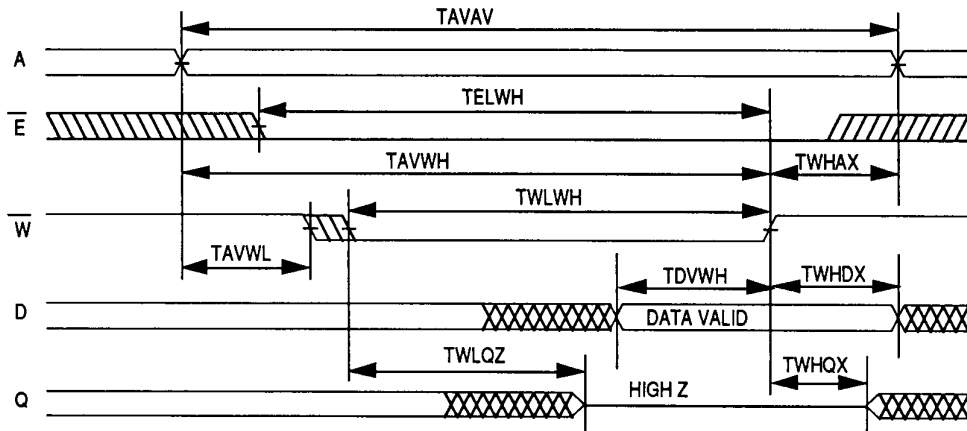 TAVAV
A
TELWH
E
TAVWH
TWHAX
TWLWH
W
TAVWL
TDVWH
TWHDX
D
DATA VALID
TWLQZ
TWHQX
HIGH Z
Q